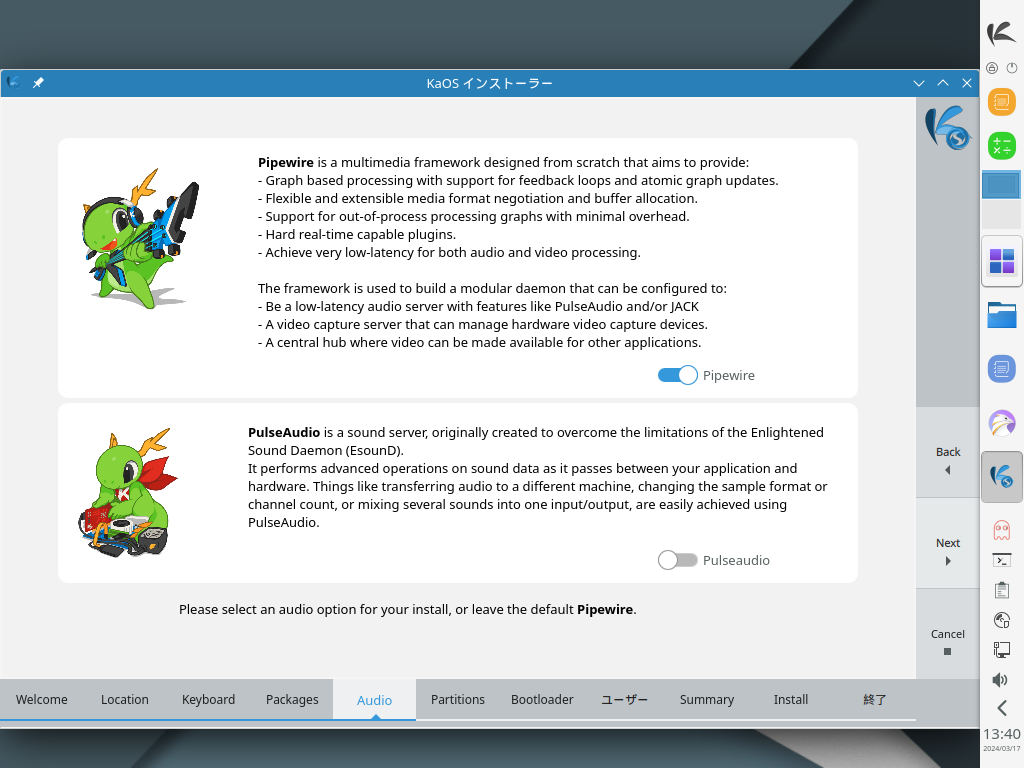 KaOS インストーラー
Pipewire is a multimedia framework designed from scratch that aims to provide:
- Graph based processing with support for feedback loops and atomic graph updates.
- Flexible and extensible media format negotiation and buffer allocation.
- Support for out-of-process processing graphs with minimal overhead.
- Hard real-time capable plugins.
- Achieve very low-latency for both audio and video processing.
The framework is used to build a modular daemon that can be configured to:
- Be a low-latency audio server with features like PulseAudio and/or JACK
- A video capture server that can manage hardware video capture devices.
- A central hub where video can be made available for other applications.
Pipewire
PulseAudio is a sound server, originally created to overcome the limitations of the Enlightened
Sound Daemon (EsounD).
It performs advanced operations on sound data as it passes between your application and
hardware. Things like transferring audio to a different machine, changing the sample format or
channel count, or mixing several sounds into one input/output, are easily achieved using
PulseAudio.
Pulseaudio
Please select an audio option for your install, or leave the default Pipewire.
Back
Next
Cancel
Welcome
Location
Keyboard
Packages
Audio
Partitions
Bootloader
ユーザー
Summary
Install
終了
13:40
2024/03/17